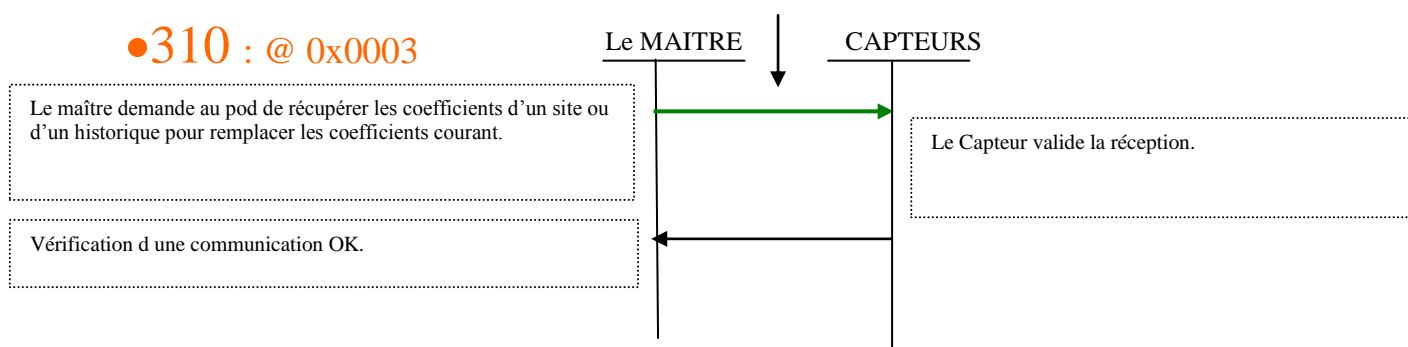 ●310 : @ 0x0003
Le MAITRE
CAPTEURS
Le maître demande au pod de récupérer les coefficients d’un site ou
d’un historique pour remplacer les coefficients courant.
Le Capteur valide la réception.
Vérification d une communication OK.